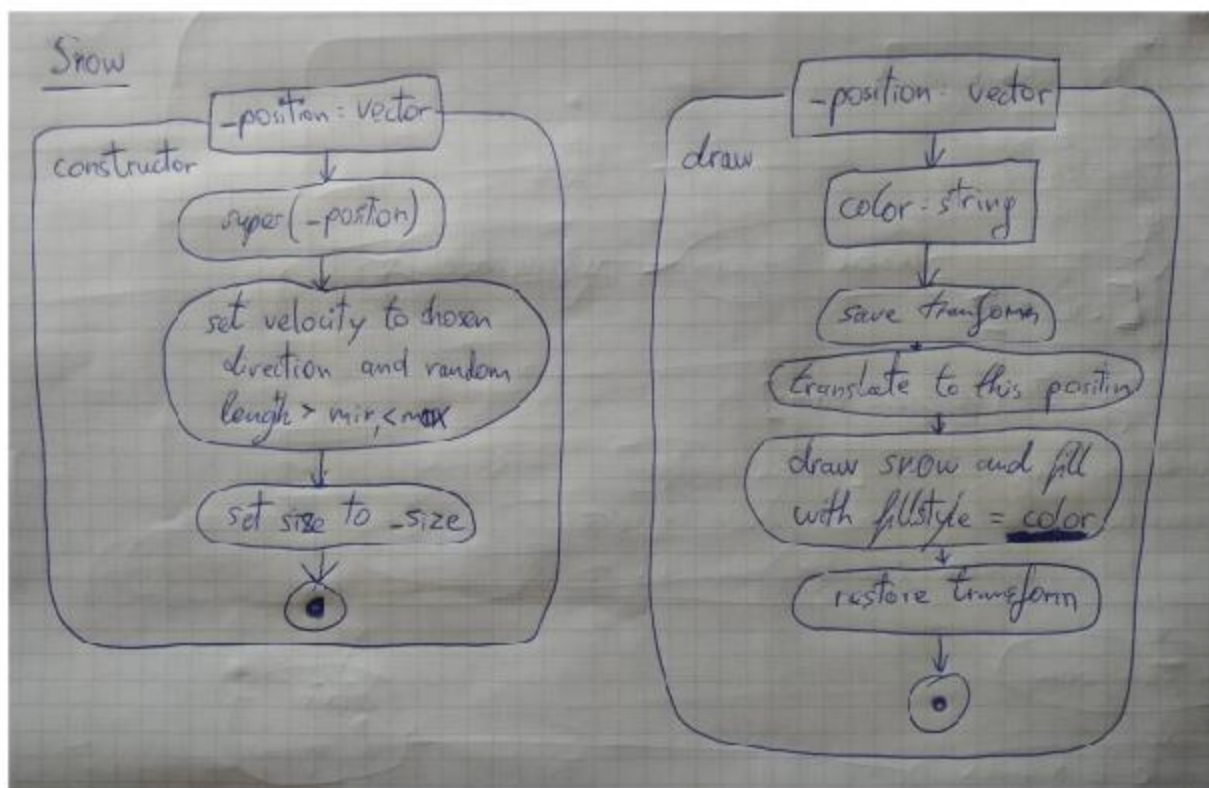 Snow
_position: vector
constructor
super(_positon)
set velocity to chosen
direction and random
length > min, < max
set size to _size
_position: vector
draw
color: string
save transform
translate to this positin
draw snow and fill
with fillstyle = color
restore transform